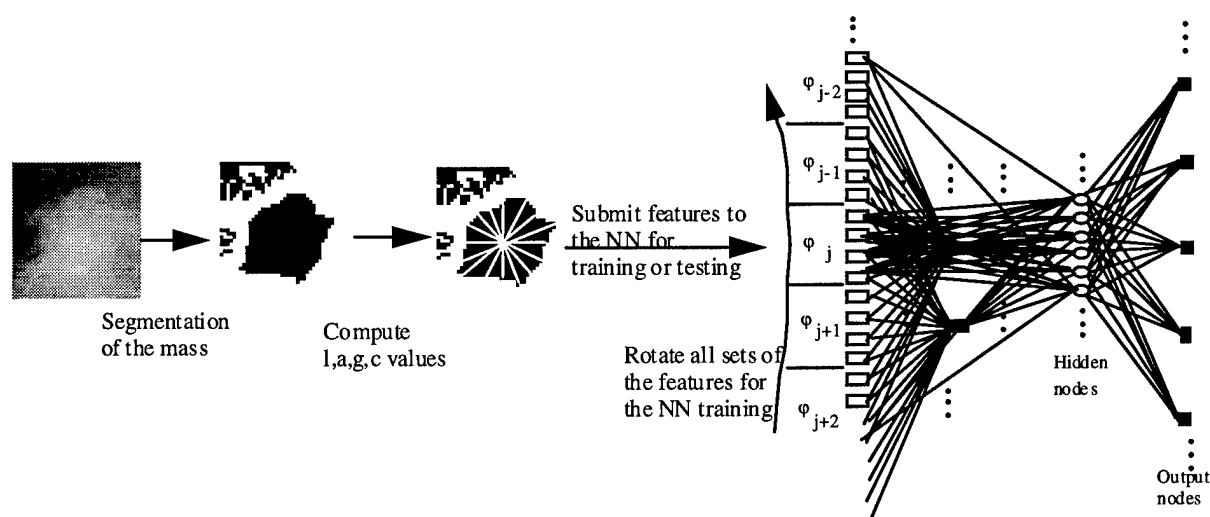 Segmentation
of the mass
Compute
l,a,g,c values
Submit features to
the NN for
training or testing
Rotate all sets of
the features for
the NN training
φ j-2
φ j-1
φ j
φ j+1
φ j+2
Hidden
nodes
Output
nodes